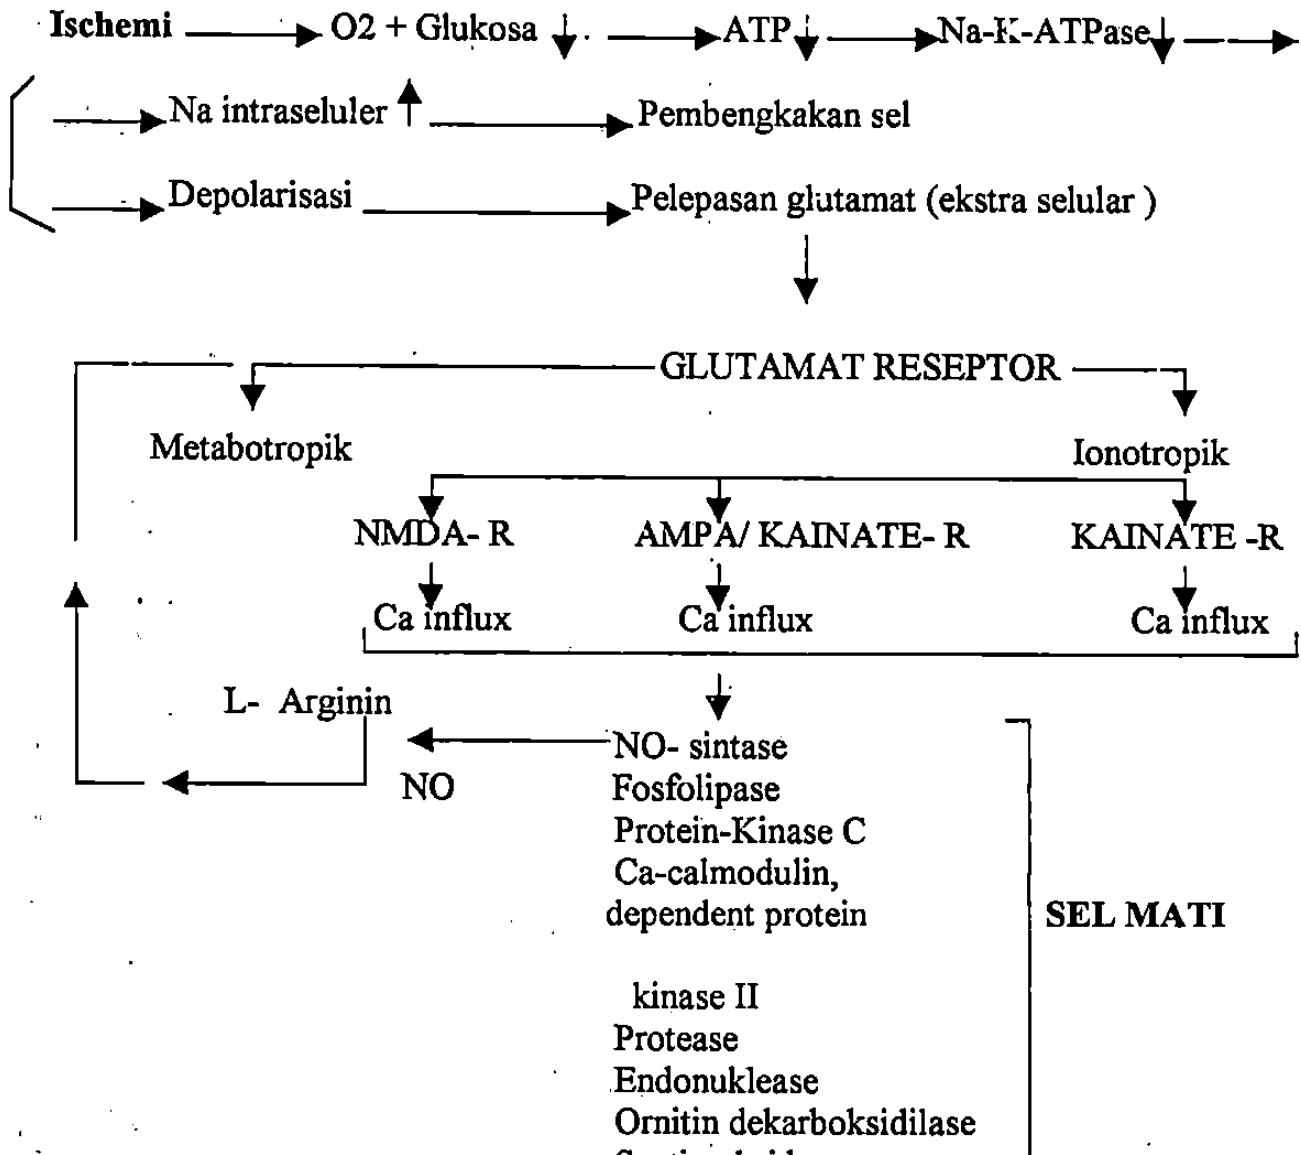 Ischemi O2 + Glukosa ATP Na-K-ATPase
Na intraseluler Pembengkakan sel
Depolarisasi Pelepasan glutamat (ekstra selular )
GLUTAMAT RESEPTOR
Metabotropik Ionotropik
NMDA- R AMPA/ KAINATE- R KAINATE -R
Ca influx Ca influx Ca influx
L- Arginin
NO- sintase
NO Fosfolipase
Protein-Kinase C
Ca-calmodulin,
dependent protein SEL MATI
kinase II
Protease
Endonuklease
Ornitin dekarboksidilase